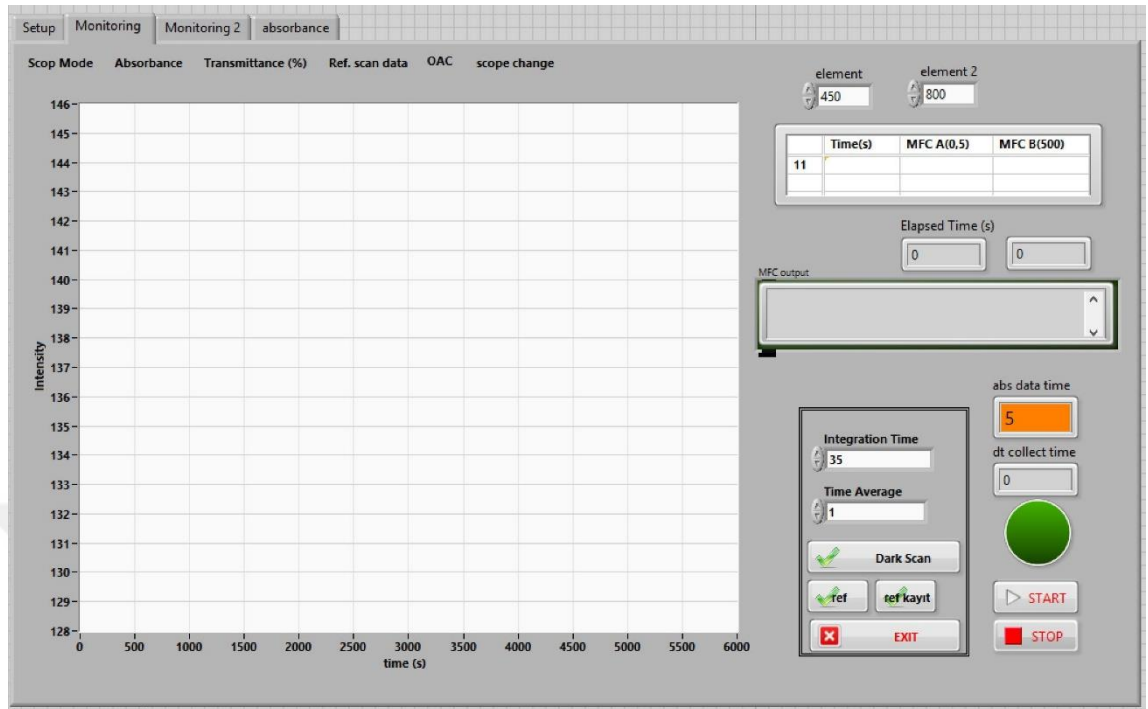 Setup Monitoring Monitoring 2 absorbance
Scop Mode Absorbance Transmittance (%) Ref. scan data OAC scope change
146
145
144
143
142
141
140
139
138
137
136
135
134
133
132
131
130
129
128
Intensity
0 500 1000 1500 2000 2500 3000 3500 4000 4500 5000 5500 6000
time (s)
element element 2
450 800
Time(s) MFC A(0,5) MFC B(500)
11
Elapsed Time (s)
0 0
MFC output
abs data time
5
dt collect time
0
Integration Time
35
Time Average
1
Dark Scan
ref ref kayıt
EXIT
START
STOP